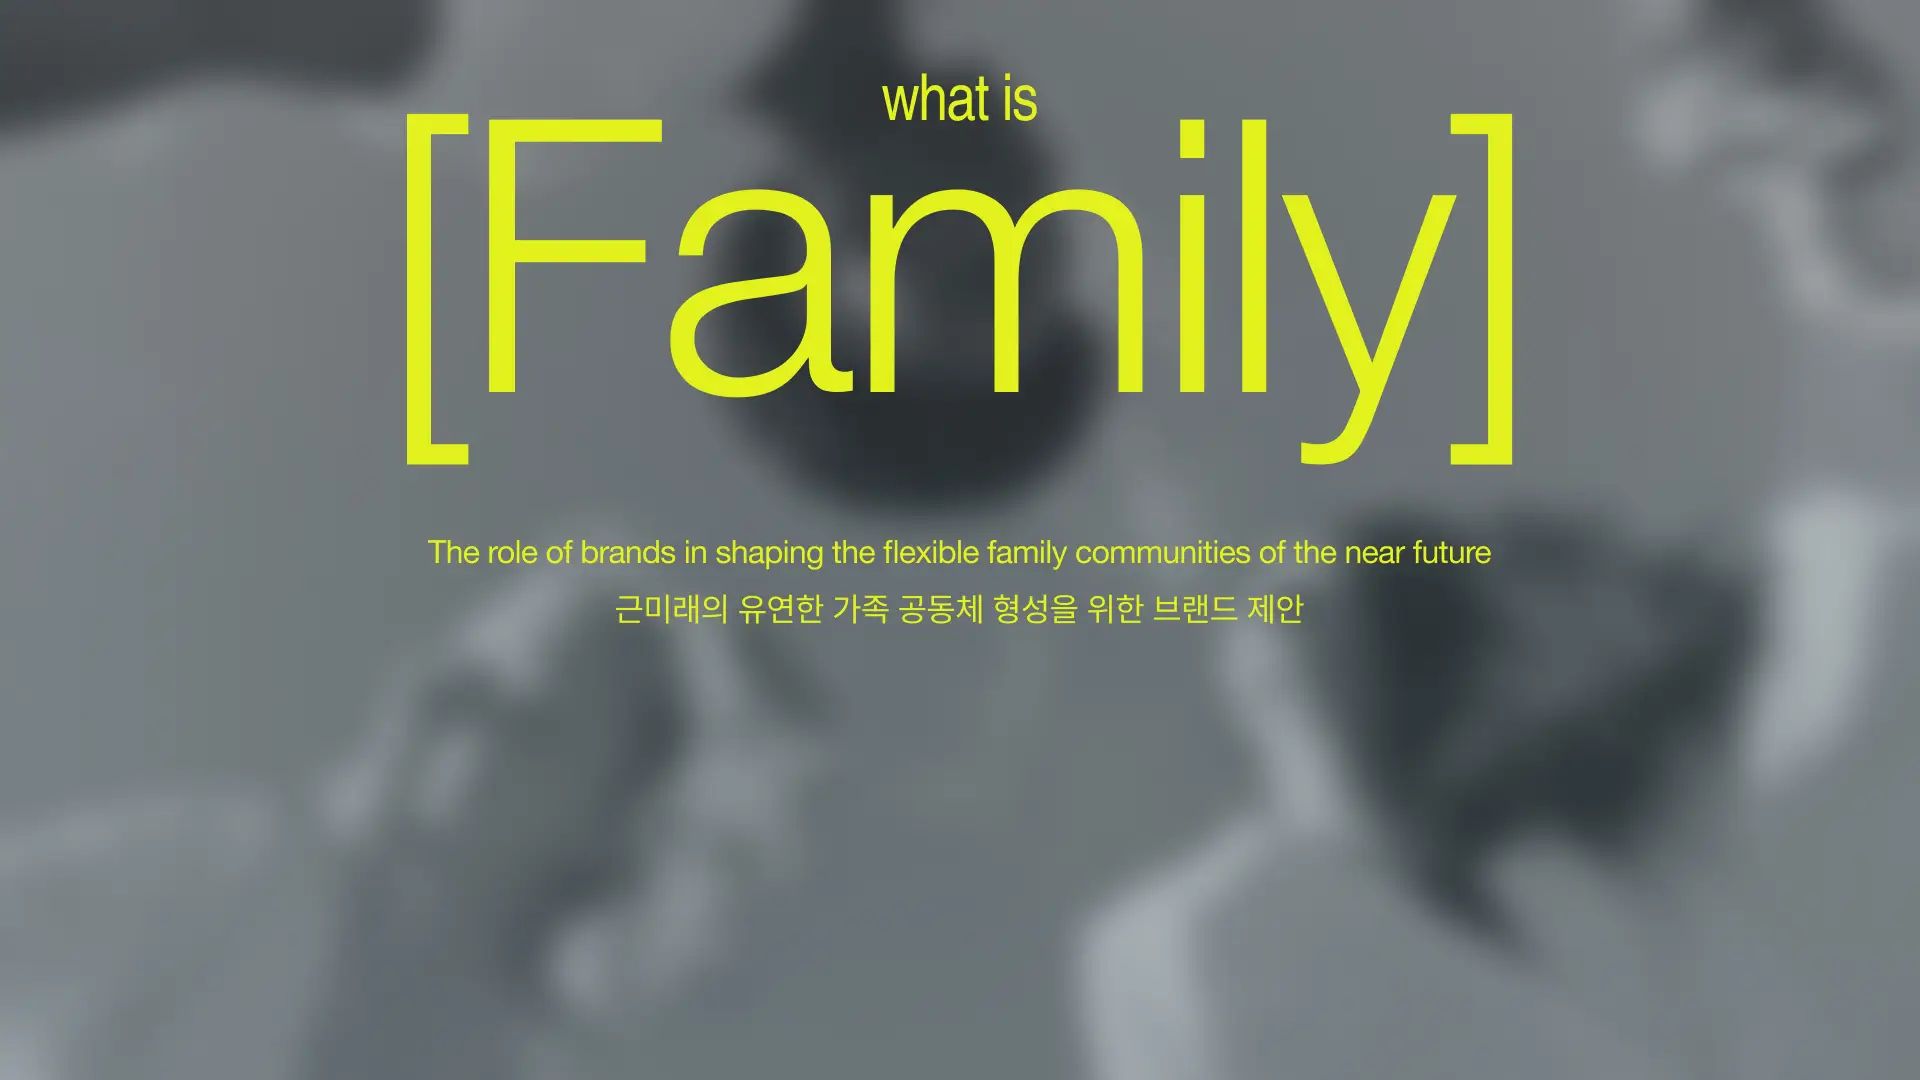 what is
[Family]
The role of brands in shaping the flexible family communities of the near future
근미래의 유연한 가족 공동체 형성을 위한 브랜드 제안